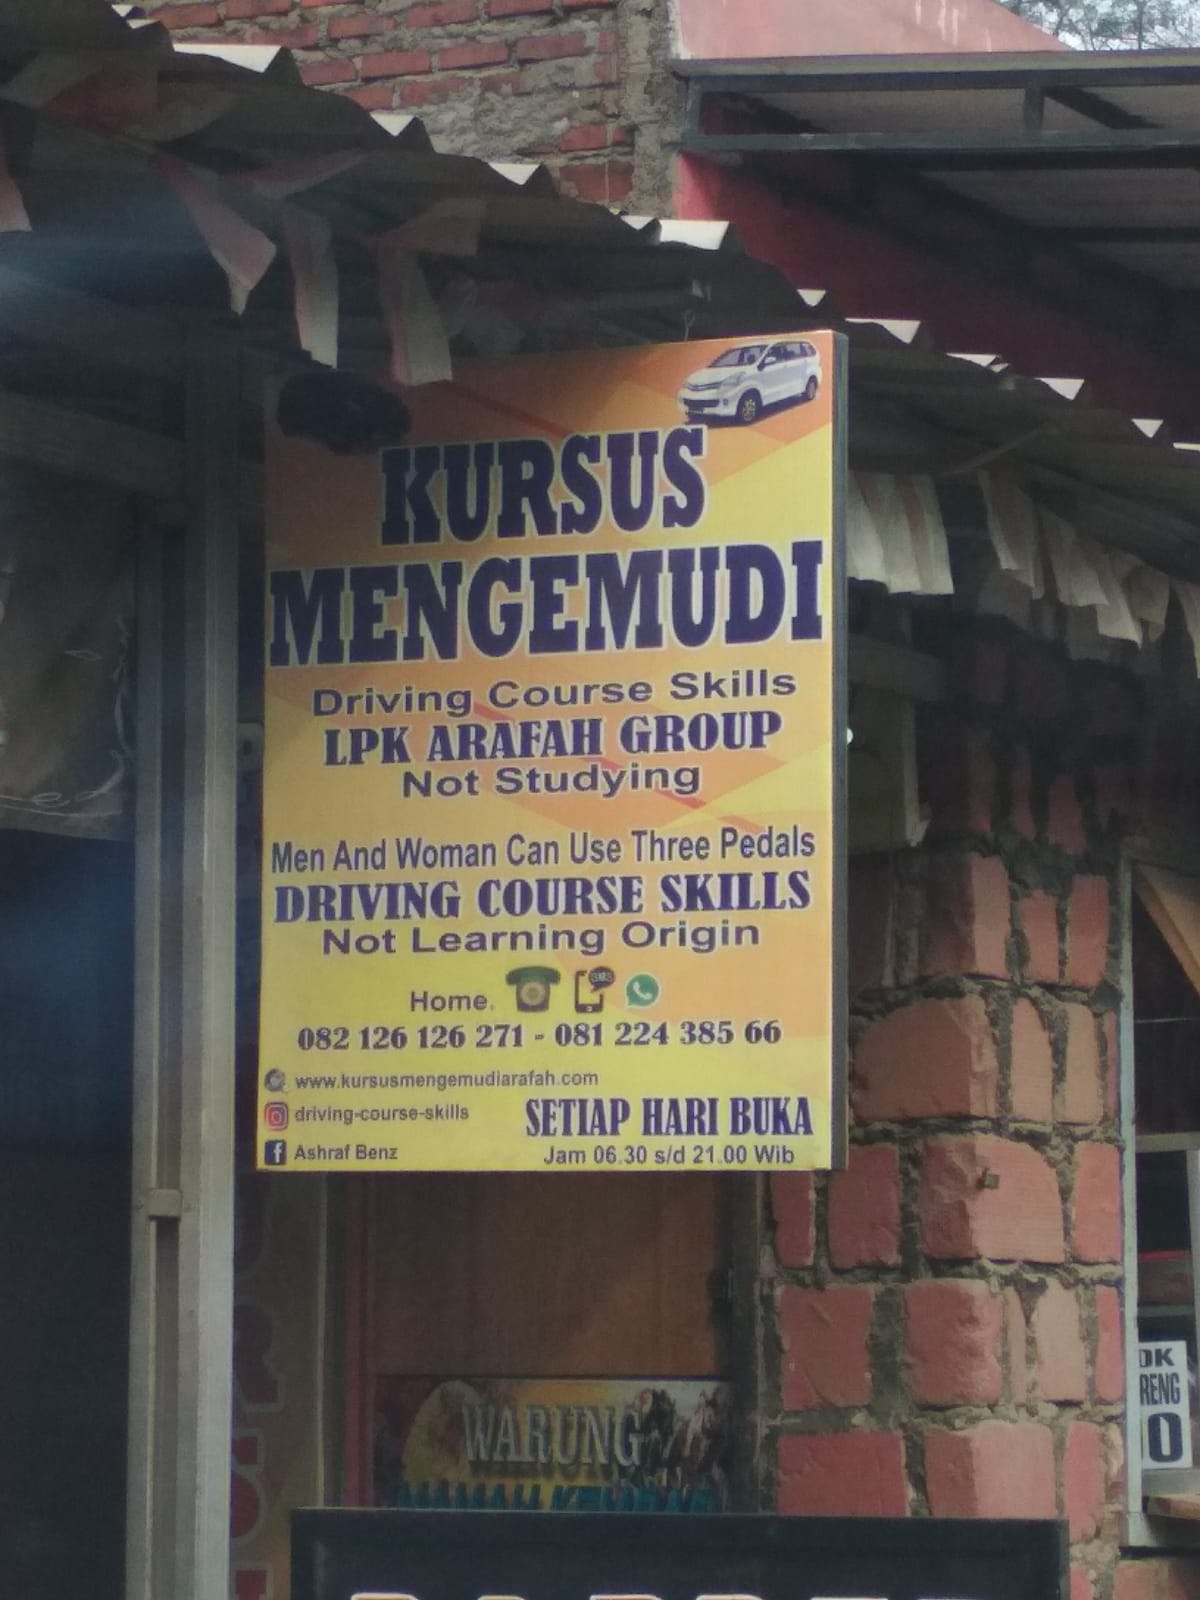 KURSUS
MENGEMUDI
Driving Course Skills
LPK ARAFAH GROUP
Not Studying
Men And Woman Can Use Three Pedals
DRIVING COURSE SKILLS
Not Learning Origin
Home.
SMS
082 126 126 271 - 081 224 385 66
www.kursusmengemudiarafah.com
driving-course-skills
Ashraf Benz
SETIAP HARI BUKA
Jam 06.30 s/d 21.00 Wib
WARUNG